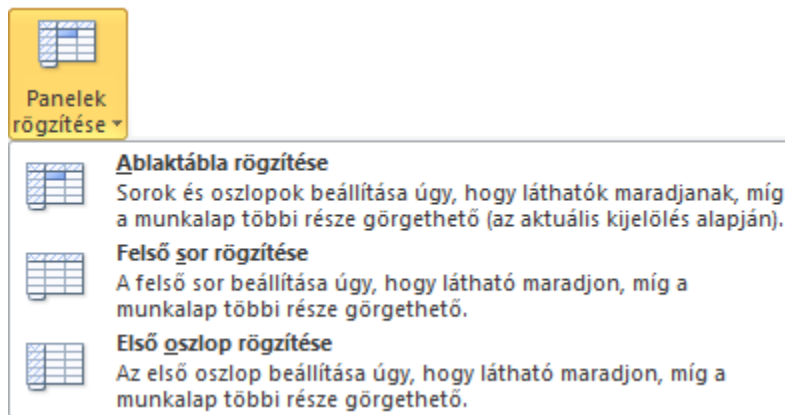 Panelek
rögzítése
Ablaktábla rögzítése
Sorok és oszlopok beállítása úgy, hogy láthatók maradjanak, míg
a munkalap többi része görgethető (az aktuális kijelölés alapján).
Felső sor rögzítése
A felső sor beállítása úgy, hogy látható maradjon, míg a
munkalap többi része görgethető.
Első oszlop rögzítése
Az első oszlop beállítása úgy, hogy látható maradjon, míg a
munkalap többi része görgethető.